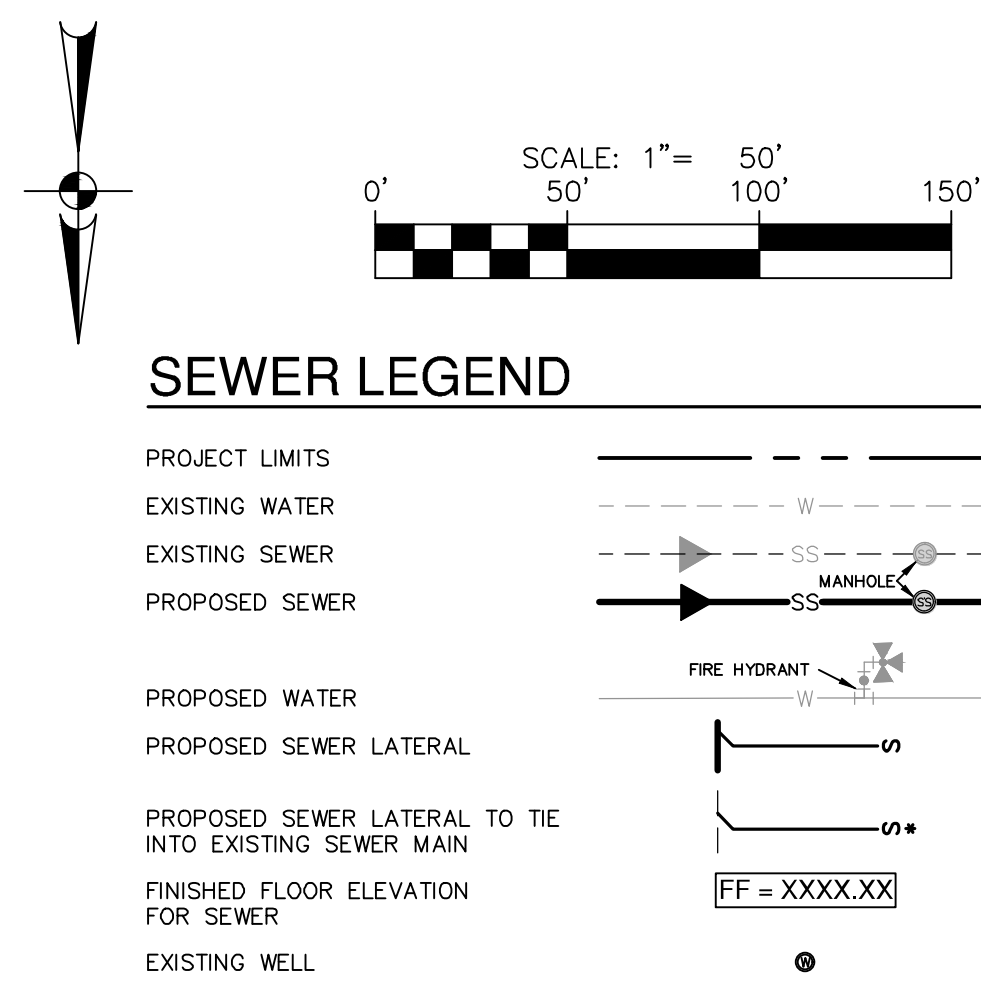 SCALE: 1"= 50'
0' 50' 100' 150'
SEWER LEGEND
PROJECT LIMITS
EXISTING WATER W
EXISTING SEWER SS SS
MANHOLE
PROPOSED SEWER SS SS
FIRE HYDRANT
PROPOSED WATER W
PROPOSED SEWER LATERAL S
PROPOSED SEWER LATERAL TO TIE
INTO EXISTING SEWER MAIN S*
FINISHED FLOOR ELEVATION FF = XXXX.XX
FOR SEWER
EXISTING WELL W